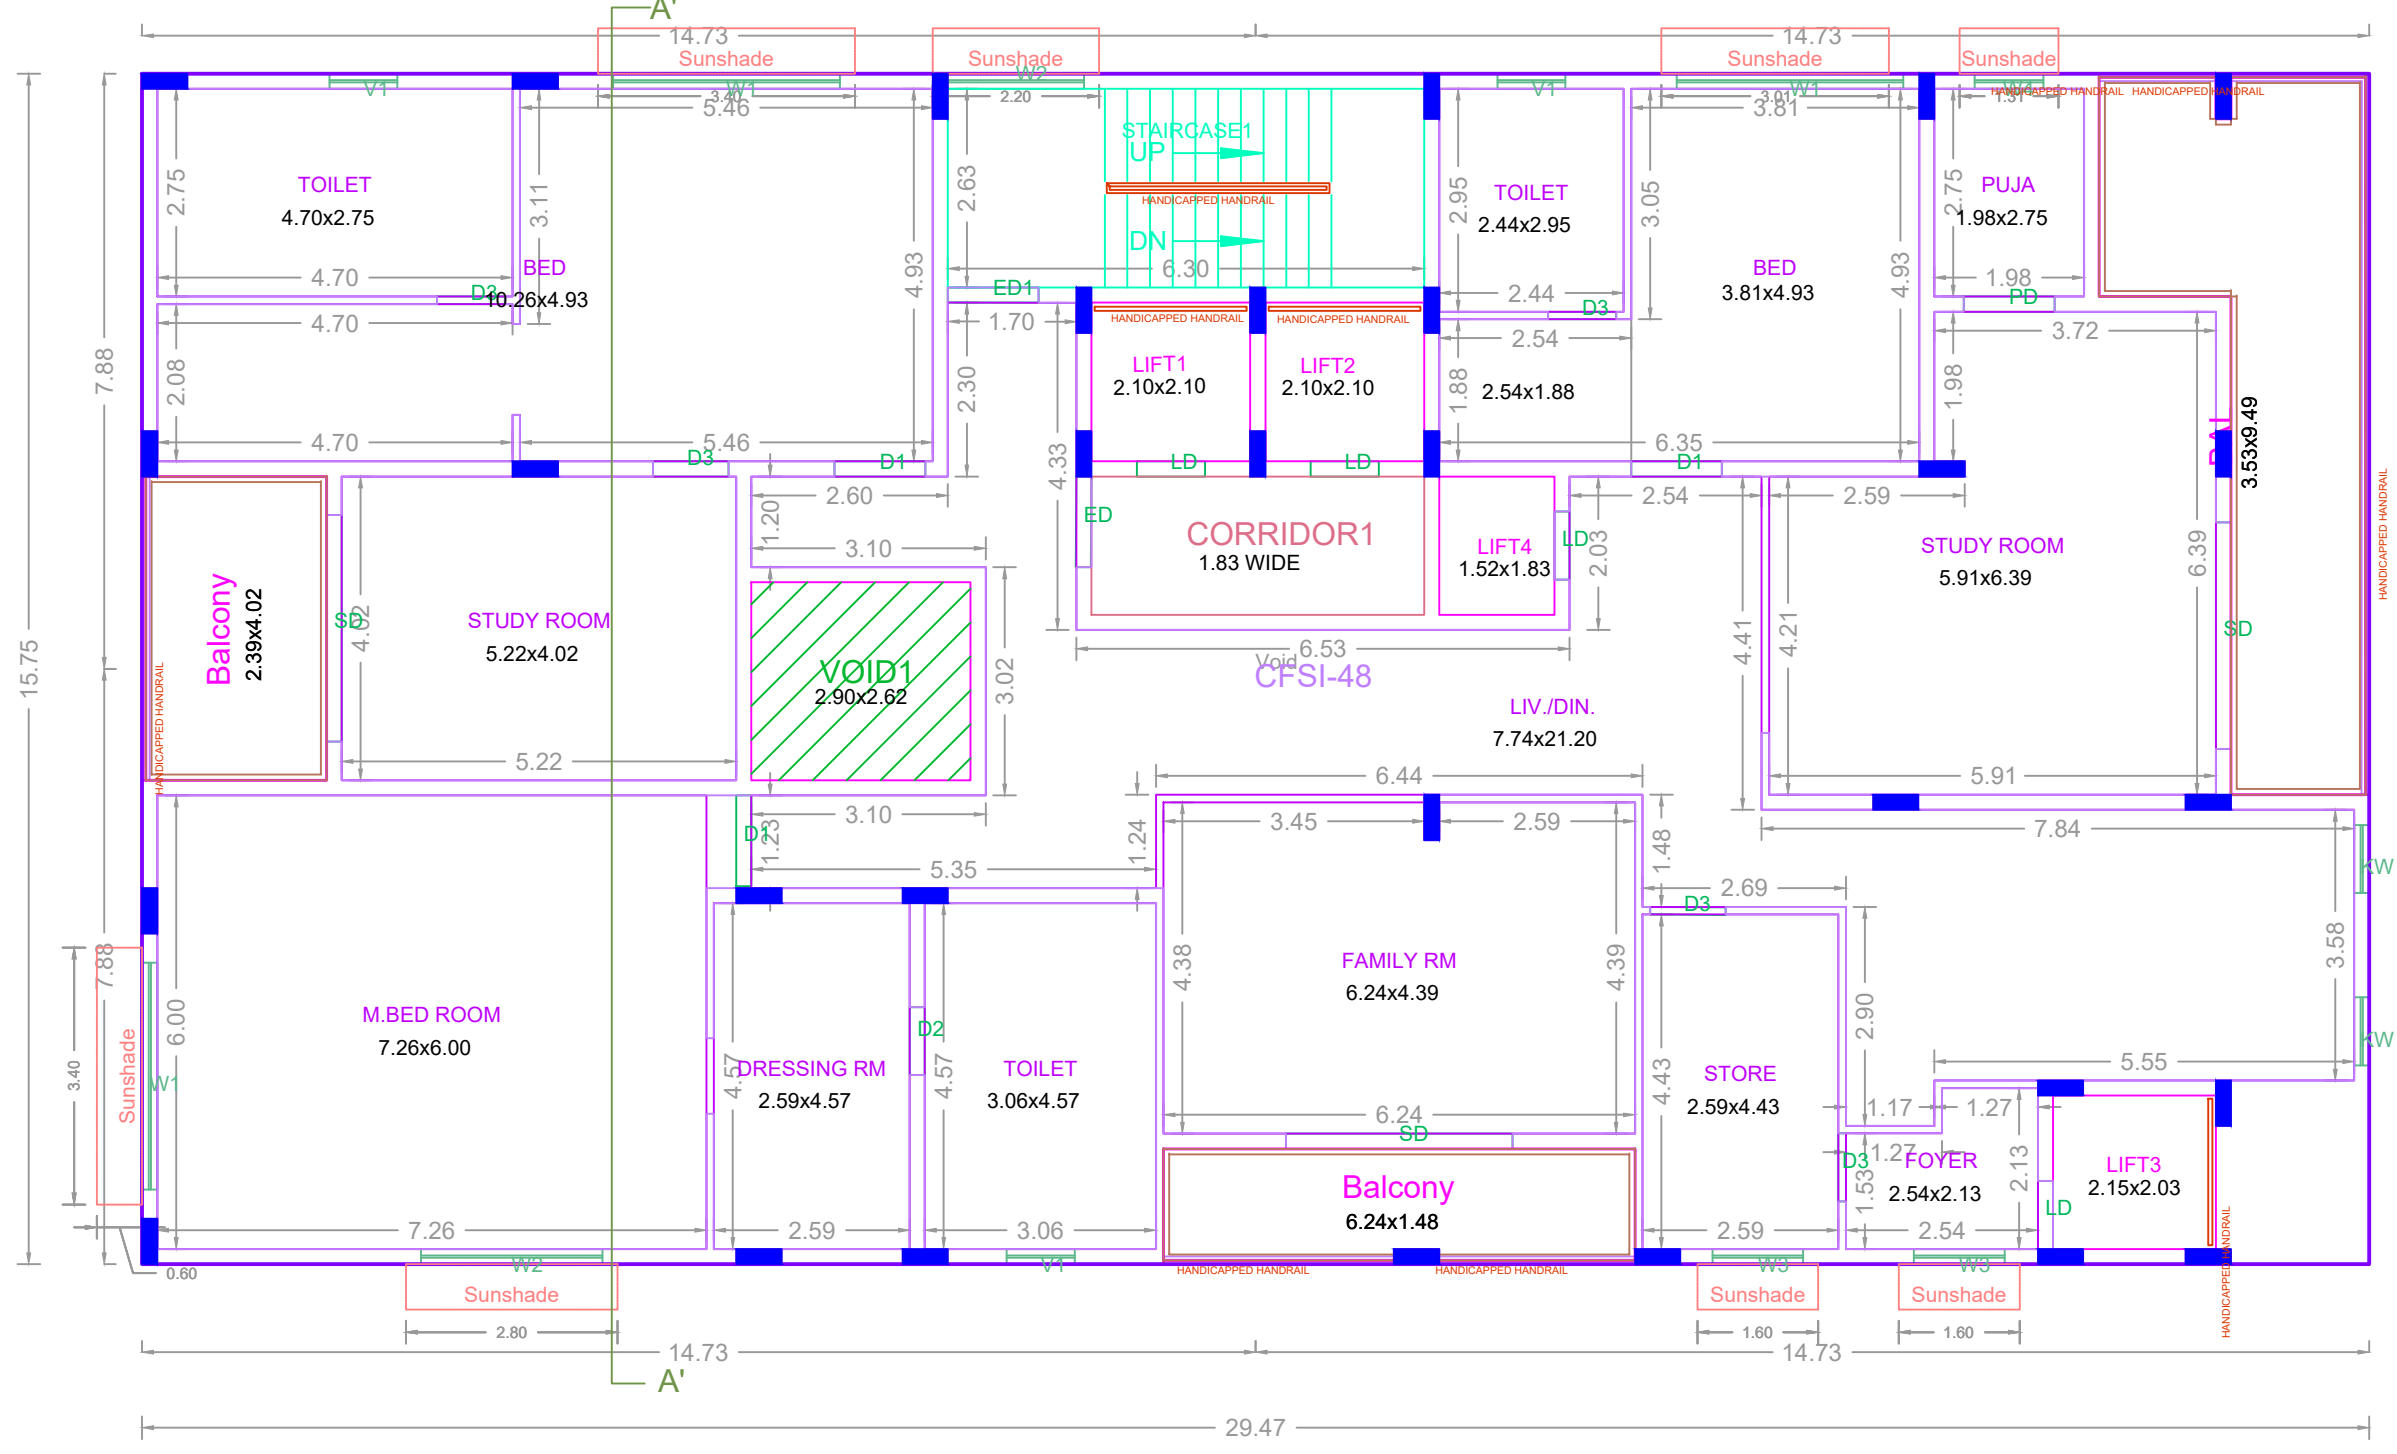 A'
14.73
14.73
Sunshade
Sunshade
Sunshade
Sunshade
V1
W1
W2
V1
W1
W4
3.40
2.20
3.01
1.31
5.46
3.81
HANDICAPPED HANDRAIL
HANDICAPPED HANDRAIL
STAIRCASE1
UP
HANDICAPPED HANDRAIL
DN
6.30
TOILET
4.70x2.75
2.75
3.11
4.70
D3
4.70
BED
10.26x4.93
4.93
2.63
ED1
1.70
TOILET
2.44x2.95
2.95
3.05
2.44
D3
2.54
BED
3.81x4.93
4.93
PUJA
1.98x2.75
2.75
1.98
PD
3.72
7.88
2.08
4.70
5.46
D3
D1
2.30
4.33
HANDICAPPED HANDRAIL
HANDICAPPED HANDRAIL
LIFT1
2.10x2.10
LIFT2
2.10x2.10
LD
LD
1.88
2.54x1.88
6.35
D1
1.98
3.53x9.49
HANDICAPPED HANDRAIL
2.60
1.20
3.10
ED
CORRIDOR1
1.83 WIDE
LIFT4
1.52x1.83
LD
2.03
2.54
2.59
STUDY ROOM
5.91x6.39
6.39
SD
15.75
Balcony
2.39x4.02
HANDICAPPED HANDRAIL
SD
4.02
STUDY ROOM
5.22x4.02
5.22
VOID1
2.90x2.62
3.02
6.53
Void
CFSI-48
LIV./DIN.
7.74x21.20
4.41
4.21
5.91
6.44
3.10
D1
1.23
1.24
5.35
3.45
2.59
1.48
7.84
2.69
D3
KW
KW
3.58
7.88
3.40
Sunshade
W1
6.00
M.BED ROOM
7.26x6.00
4.57
DRESSING RM
2.59x4.57
D2
4.57
TOILET
3.06x4.57
4.38
FAMILY RM
6.24x4.39
4.39
6.24
SD
4.43
STORE
2.59x4.43
2.90
5.55
1.17
1.27
1.27
D3
1.53
FOYER
2.54x2.13
2.13
LD
LIFT3
2.15x2.03
HANDICAPPED HANDRAIL
Balcony
6.24x1.48
7.26
2.59
3.06
2.59
2.54
0.60
W2
V1
W3
W3
HANDICAPPED HANDRAIL
HANDICAPPED HANDRAIL
Sunshade
Sunshade
Sunshade
2.80
1.60
1.60
14.73
14.73
A'
29.47